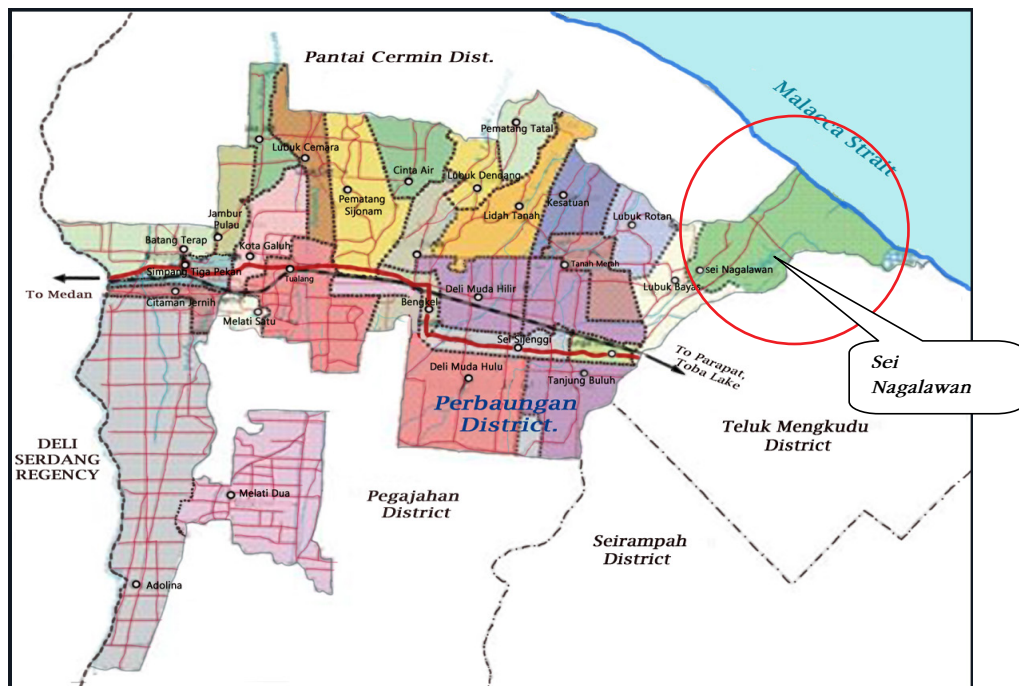 Pantai Cermin Dist.
Malacca Strait
Pematang Tatal
Lubuk Cemara
Cinta Air
Lubuk Dendang
Pematang
Sijonam
Kesatuan
Lidah Tanah
Lubuk Rotan
Jambur
Pulau
Batang Terap
Kota Galuh
Simpang Tiga Pekan
Tualang
Tanah Merah
Sei Nagalawan
Lubuk Bayas
To Medan
Citaman Jernih
Deli Muda Hilir
Bengkel
Melati Satu
Sei Sijenggi
To Parapat,
Toba Lake
Sei
Nagalawan
Deli Muda Hulu
Tanjung Buluh
Perbaungan
District.
Teluk Mengkudu
District
DELI
SERDANG
REGENCY
Melati Dua
Pegajahan
District
Seirampah
District
Adolina